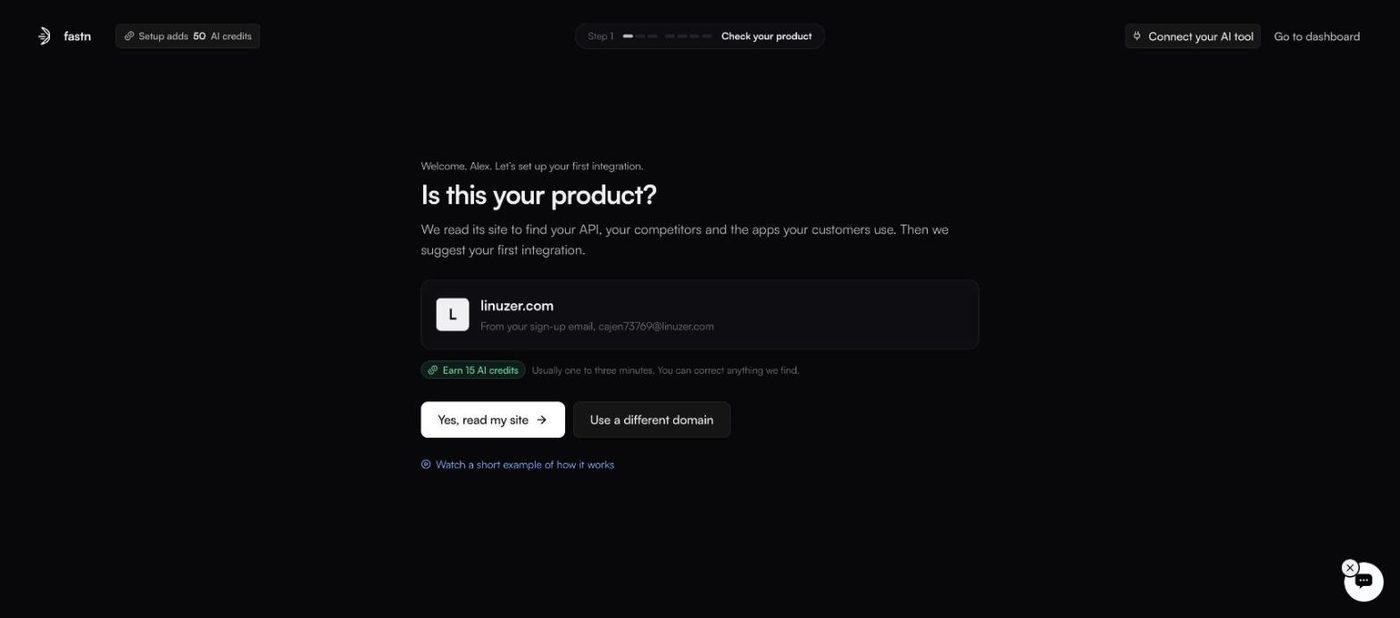 fastn
Setup adds 50 AI credits
Step 1
Check your product
Connect your AI tool
Go to dashboard
Welcome, Alex. Let's set up your first integration.
Is this your product?
We read its site to find your API, your competitors and the apps your customers use. Then we
suggest your first integration.
L
linuzer.com
From your sign-up email, cajen73769@linuzer.com
Earn 15 AI credits
Usually one to three minutes. You can correct anything we find.
Yes, read my site →
Use a different domain
Watch a short example of how it works